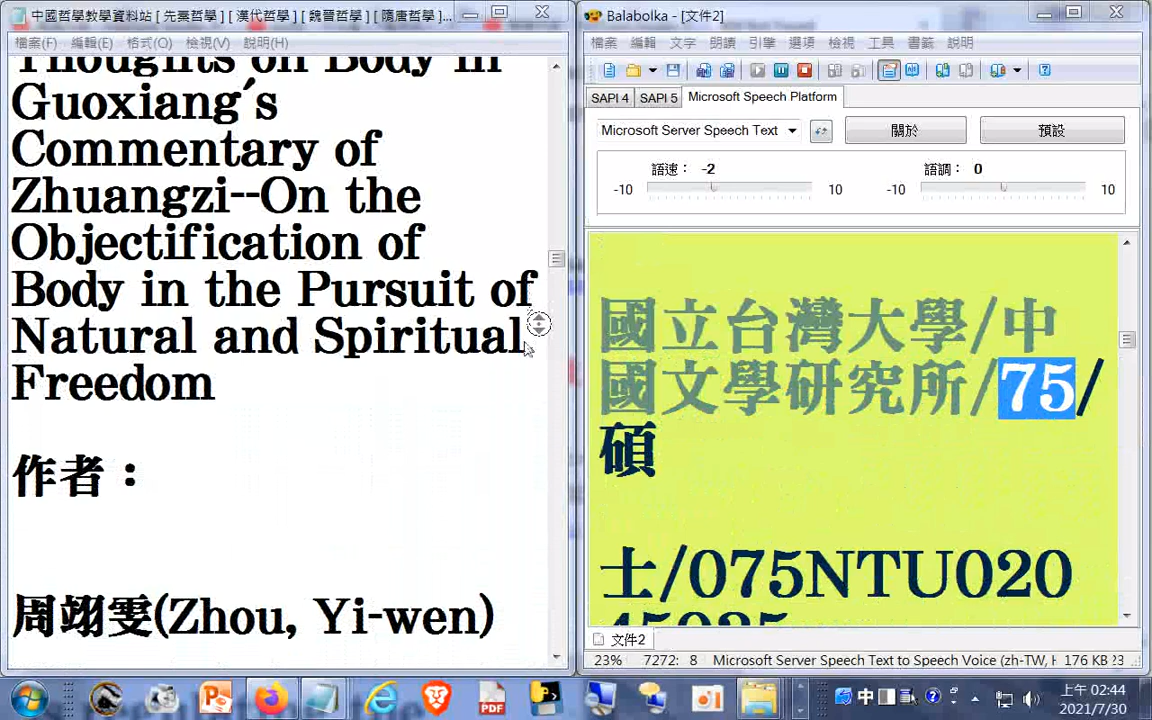 中國哲學教學資料站 [ 先秦哲學 ] [ 漢代哲學 ] [ 魏晉哲學 ] [ 隋唐哲學 ]...
檔案(F) 編輯(E) 格式(O) 檢視(V) 說明(H)
Thoughts on Body in
Guoxiang's
Commentary of
Zhuangzi--On the
Objectification of
Body in the Pursuit of
Natural and Spiritual
Freedom
作者：
周翊雯(Zhou, Yi-wen)
Balabolka - [文件2]
檔案 編輯 文字 朗讀 引擎 選項 檢視 工具 書籤 說明
SAPI 4 SAPI 5 Microsoft Speech Platform
Microsoft Server Speech Text 關於 預設
語速： -2 語調： 0
-10 10 -10 10
國立台灣大學/中
國文學研究所/75/
碩
士/075NTU020
45025
文件2
23% 7272: 8 Microsoft Server Speech Text to Speech Voice (zh-TW, H 176 KB
中
上午 02:44
2021/7/30